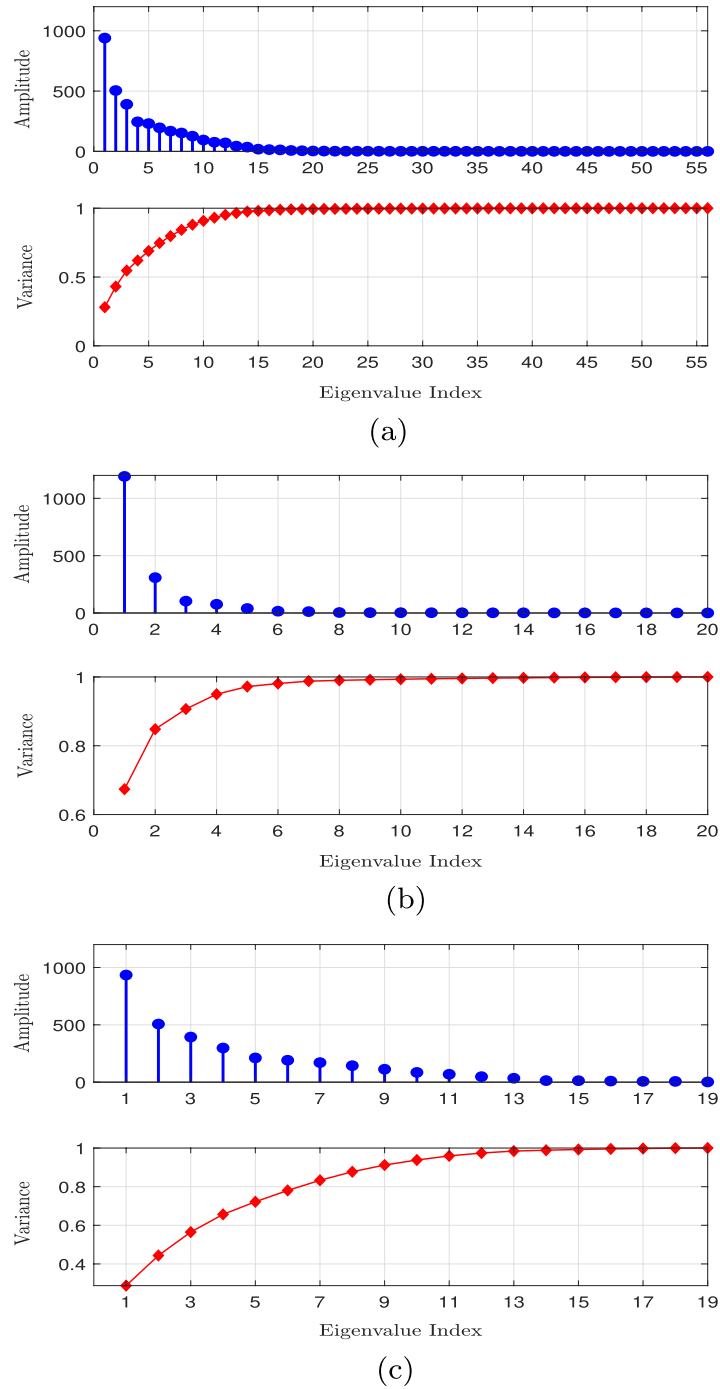 1000
500
0
Amplitude
0 5 10 15 20 25 30 35 40 45 50 55
1
0.5
0
Variance
0 5 10 15 20 25 30 35 40 45 50 55
Eigenvalue Index
(a)
1000
500
0
Amplitude
0 2 4 6 8 10 12 14 16 18 20
1
0.8
0.6
Variance
0 2 4 6 8 10 12 14 16 18 20
Eigenvalue Index
(b)
1000
500
0
Amplitude
1 3 5 7 9 11 13 15 17 19
1
0.8
0.6
0.4
Variance
1 3 5 7 9 11 13 15 17 19
Eigenvalue Index
(c)